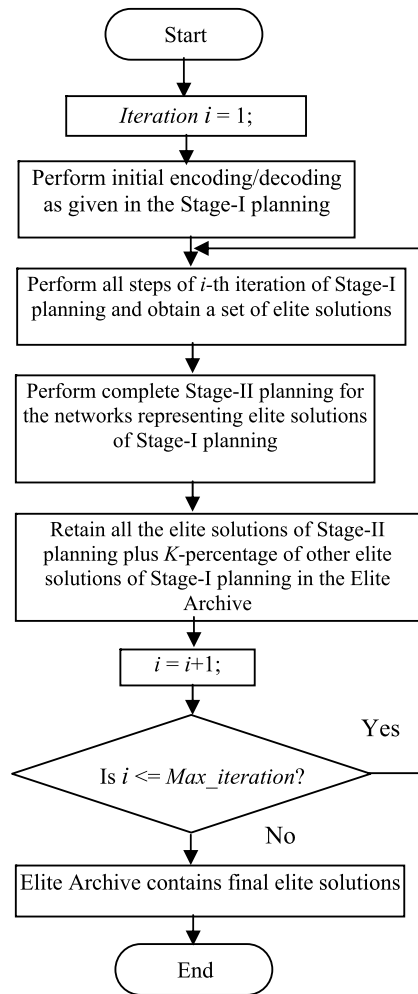 Start
Iteration i = 1;
Perform initial encoding/decoding
as given in the Stage-I planning
Perform all steps of i-th iteration of Stage-I
planning and obtain a set of elite solutions
Perform complete Stage-II planning for
the networks representing elite solutions
of Stage-I planning
Retain all the elite solutions of Stage-II
planning plus K-percentage of other elite
solutions of Stage-I planning in the Elite
Archive
i = i+1;
Yes
Is i <= Max_iteration?
No
Elite Archive contains final elite solutions
End